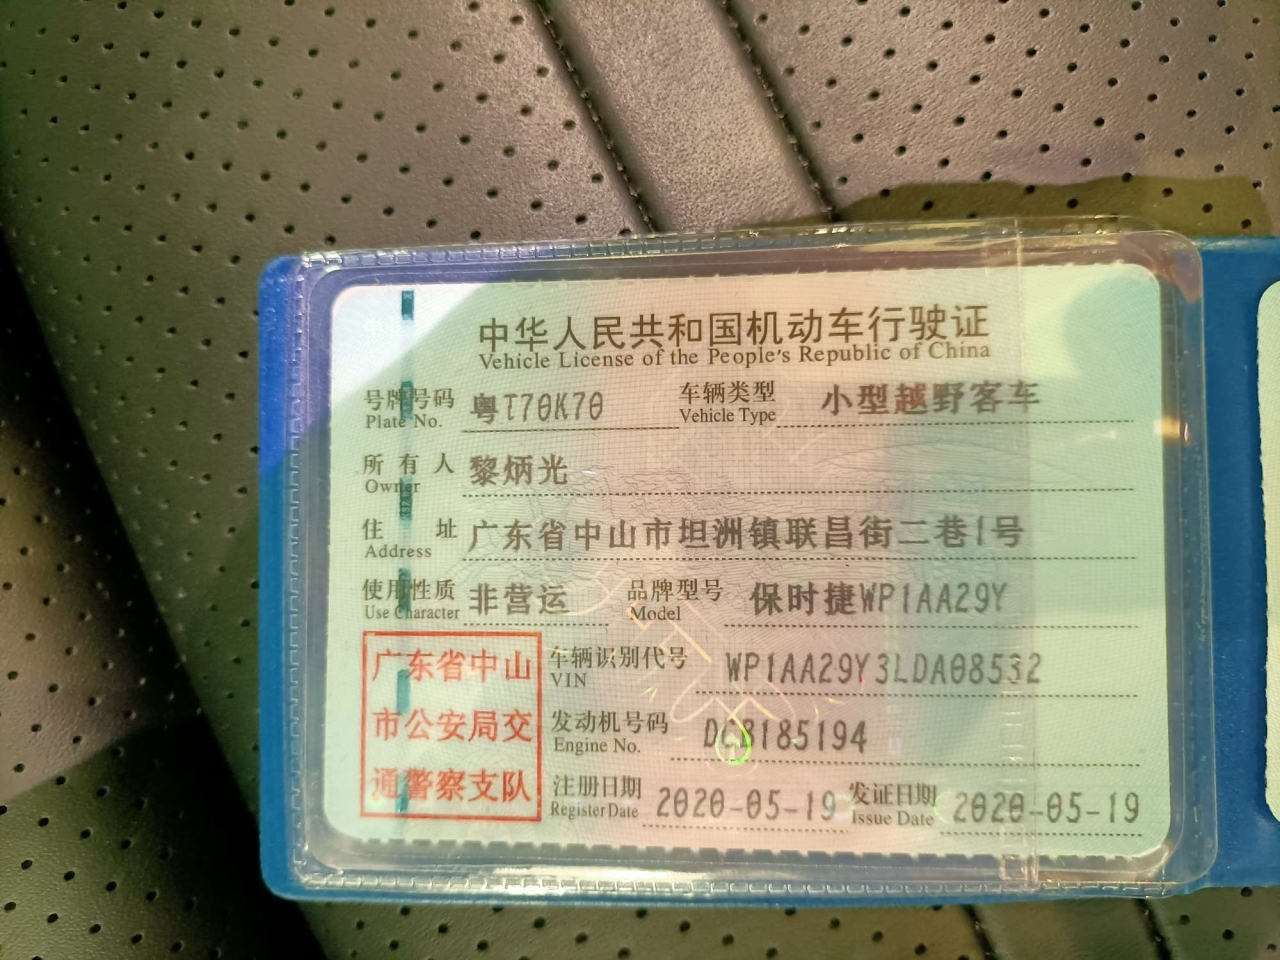 中华人民共和国机动车行驶证
Vehicle License of the People's Republic of China
号牌号码 粤T70K70 车辆类型 小型越野客车
Plate No. Vehicle Type
所有人 黎炳光
Owner
住址 广东省中山市坦洲镇联昌街二巷1号
Address
使用性质 非营运 品牌型号 保时捷WP1AA29Y
Use Character Model
广东省中山
市公安局交
通警察支队
车辆识别代号 WP1AA29Y3LDA08532
VIN
发动机号码
Engine No.
注册日期 2020-05-19 发证日期 2020-05-19
Register Date Issue Date